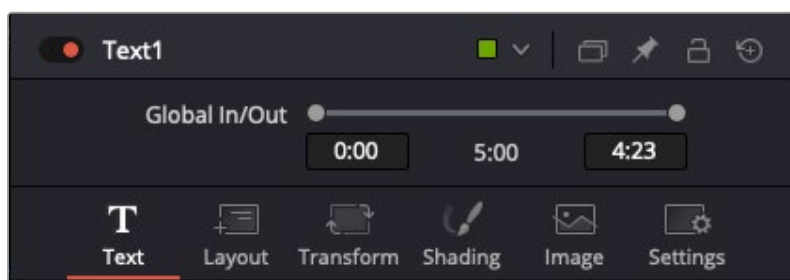 Text1
Global In/Out
0:00 5:00 4:23
T
Text Layout Transform Shading Image Settings